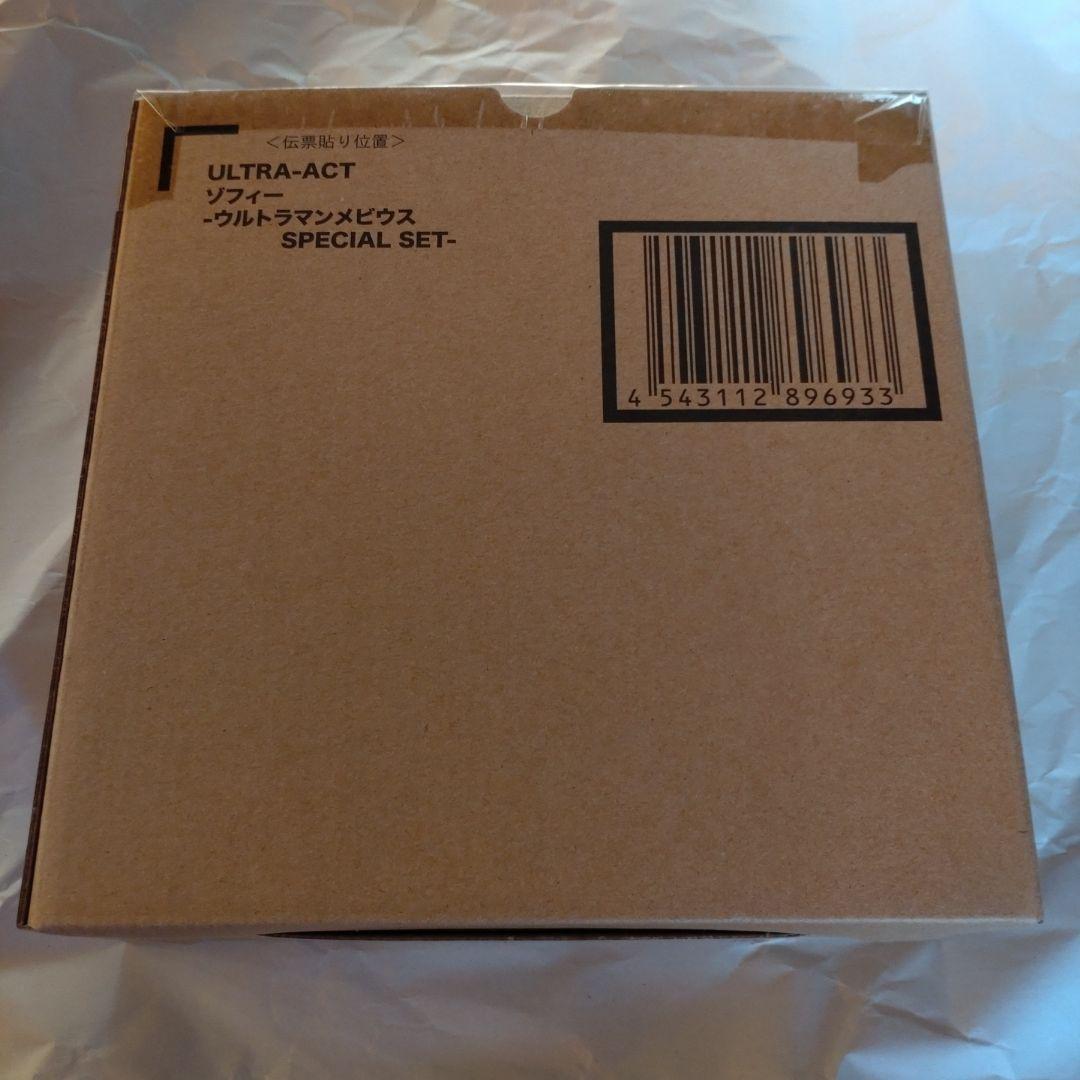 ＜伝票貼り位置＞
ULTRA-ACT
ゾフィー
-ウルトラマンメビウス
SPECIAL SET-
4 543112 896933